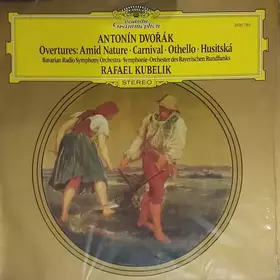 Deutsche
Grammophon
ANTONÍN DVOŘÁK
Overtures: Amid Nature · Carnival · Othello · Husitská
Bavarian Radio Symphony Orchestra · Symphonie-Orchester des Bayerischen Rundfunks
RAFAEL KUBELIK
STEREO